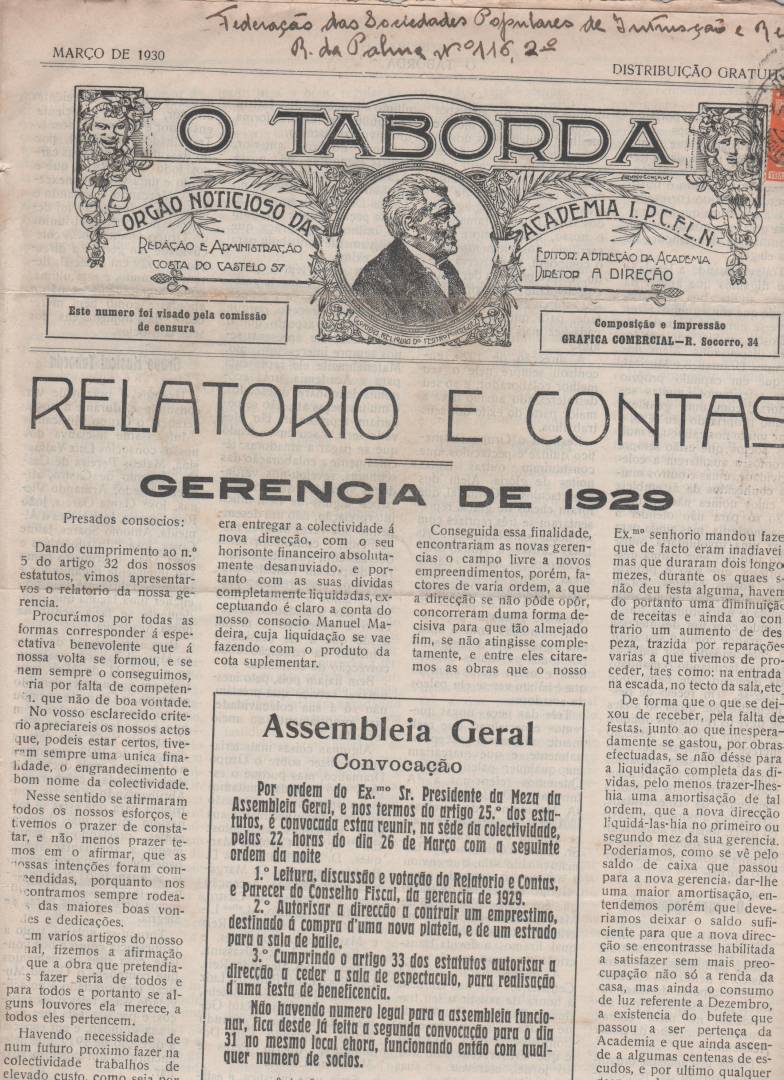 Federação das Sociedades Populares de Intrusção e Re
R. da Palma Nº 116, 2º
MARÇO DE 1930
DISTRIBUIÇÃO GRATUIT
O TABORDA
ORGÃO NOTICIOSO DA
ACADEMIA I. P. C. F. L. N.
REDAÇÃO E ADMINISTRAÇÃO
COSTA DO CASTELO 57
EDITOR: A DIREÇÃO DA ACADEMIA
DIRETOR A DIREÇÃO
Este numero foi visado pela comissão
de censura
Composição e impressão
GRAFICA COMERCIAL—R. Socorro, 34
RELATORIO E CONTAS
GERENCIA DE 1929
Presados consocios:
Dando cumprimento ao n.º
5 do artigo 32 dos nossos
estatutos, vimos apresentar-
vos o relatorio da nossa ge-
rencia.
Procurámos por todas as
formas corresponder á espe-
ctativa benevolente que á
nossa volta se formou, e se
nem sempre o conseguimos,
ria por falta de competen-
que não de boa vontade.
No vosso esclarecido crite-
rio apreciareis os nossos actos
que, podeis estar certos, tive-
ram sempre uma unica fina-
lidade, o engrandecimento e
bom nome da colectividade.
Nesse sentido se afirmaram
todos os nossos esforços, e
tivemos o prazer de consta-
tar, e não menos prazer te-
mos em o afirmar, que as
nossas intenções foram com-
eendidas, porquanto nos
contramos sempre rodea-
das maiores boas von-
es e dedicações.
m varios artigos do nosso
nal, fizemos a afirmação
que a obra que pretendia-
s fazer seria de todos e
para todos e portanto se al-
guns louvores ela merece, a
todos eles pertencem.
Havendo necessidade de
num futuro proximo fazer na
colectividade trabalhos de
elevado custo, como seja por
era entregar a colectividade á
nova direcção, com o seu
horisonte financeiro absoluta-
mente desanuviado, e por-
tanto com as suas dividas
completamente liquidadas, ex-
ceptuando é claro a conta do
nosso consocio Manuel Ma-
deira, cuja liquidação se vae
fazendo com o produto da
cota suplementar.
Conseguida essa finalidade,
encontrariam as novas geren-
cias o campo livre a novos
empreendimentos, porém, fa-
ctores de varia ordem, a que
a direcção se não pôde opôr,
concorreram duma forma de-
cisiva para que tão almejado
fim, se não atingisse comple-
tamente, e entre eles citare-
mos as obras que o nosso
Assembleia Geral
Convocação
Por ordem do Ex.mo Sr. Presidente da Meza da
Assembleia Geral, e nos termos do artigo 25.º dos esta-
tutos, é convocada estaa reunir, na séde da colectividade,
pelas 22 horas do dia 26 de Março com a seguinte
ordem da noite
1.º Leitura, discussão e votação do Relatorio e Contas,
e Parecer do Conselho Fiscal, da gerencia de 1929.
2.º Autorisar a direcção a contrair um emprestimo,
destinado á compra d'uma nova plateia, e de um estrado
para a sala de baile.
3.º Cumprindo o artigo 33 dos estatutos autorisar a
direcção a ceder a sala de espectaculo, para realisação
d'uma festa de beneficencia.
Não havendo numero legal para a assembleia funcio-
nar, fica desde já feita a segunda convocação para o dia
31 no mesmo local ehora, funcionando então com qual-
quer numero de socios.
Ex.mo senhorio mandou faze
que de facto eram inadiavei
mas que duraram dois longo
mezes, durante os quaes s
não deu festa alguma, haven
do portanto uma diminuiçã
de receitas e ainda ao con
trario um aumento de des
peza, trazida por reparaçõe
varias a que tivemos de pro-
ceder, taes como: na entrada
na escada, no tecto da sala, etc
De forma que o que se dei-
xou de receber, pela falta de
festas, junto ao que inespera-
damente se gastou, por obras
efectuadas, se não désse para
a liquidação completa das di-
vidas, pelo menos trazer-lhes-
hia uma amortisação de tal
ordem, que a nova direcção
liquidá-las-hia no primeiro ou
segundo mez da sua gerencia.
Poderiamos, como se vê pelo
saldo de caixa que passou
para a nova gerencia, dar-lhe
uma maior amortisação, en-
tendemos porém que deve-
riamos deixar o saldo sufi-
ciente para que a nova direc-
ção se encontrasse habilitada
a satisfazer sem mais preo-
cupação não só a renda da
casa, mas ainda o consumo
de luz referente a Dezembro,
a existencia do bufete que
passou a ser pertença da
Academia e que ainda ascen-
de a algumas centenas de es-
cudos, e por ultimo qualquer